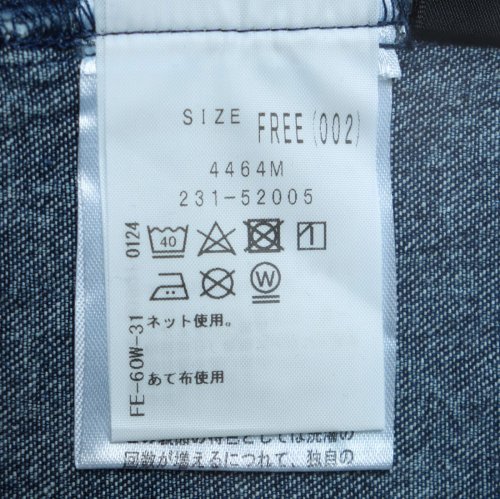 SIZE FREE(002)
4464M
231-52005
0124
40
W
FE-60W-31
ネット使用。
あて布使用
回数が増えるにつれて、独自の